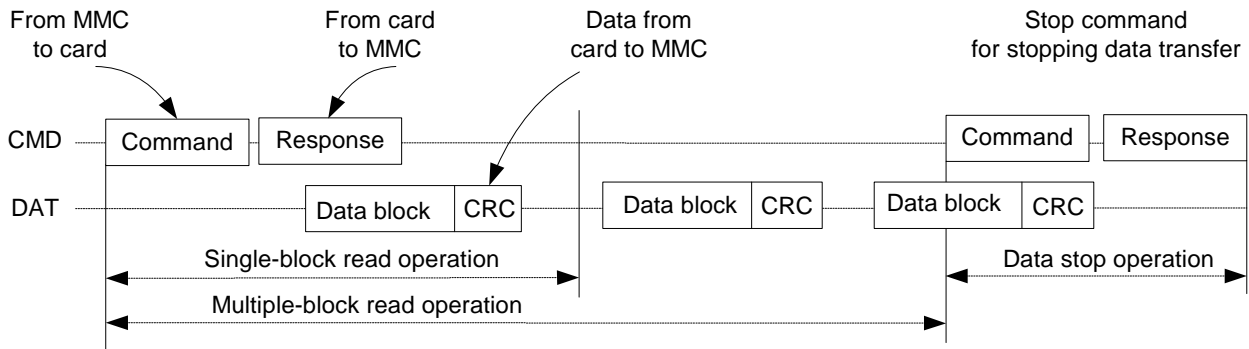 From MMC
to card
From card
to MMC
Data from
card to MMC
Stop command
for stopping data transfer
CMD
Command
Response
Command
Response
DAT
Data block
CRC
Data block
CRC
Data block
CRC
Single-block read operation
Data stop operation
Multiple-block read operation